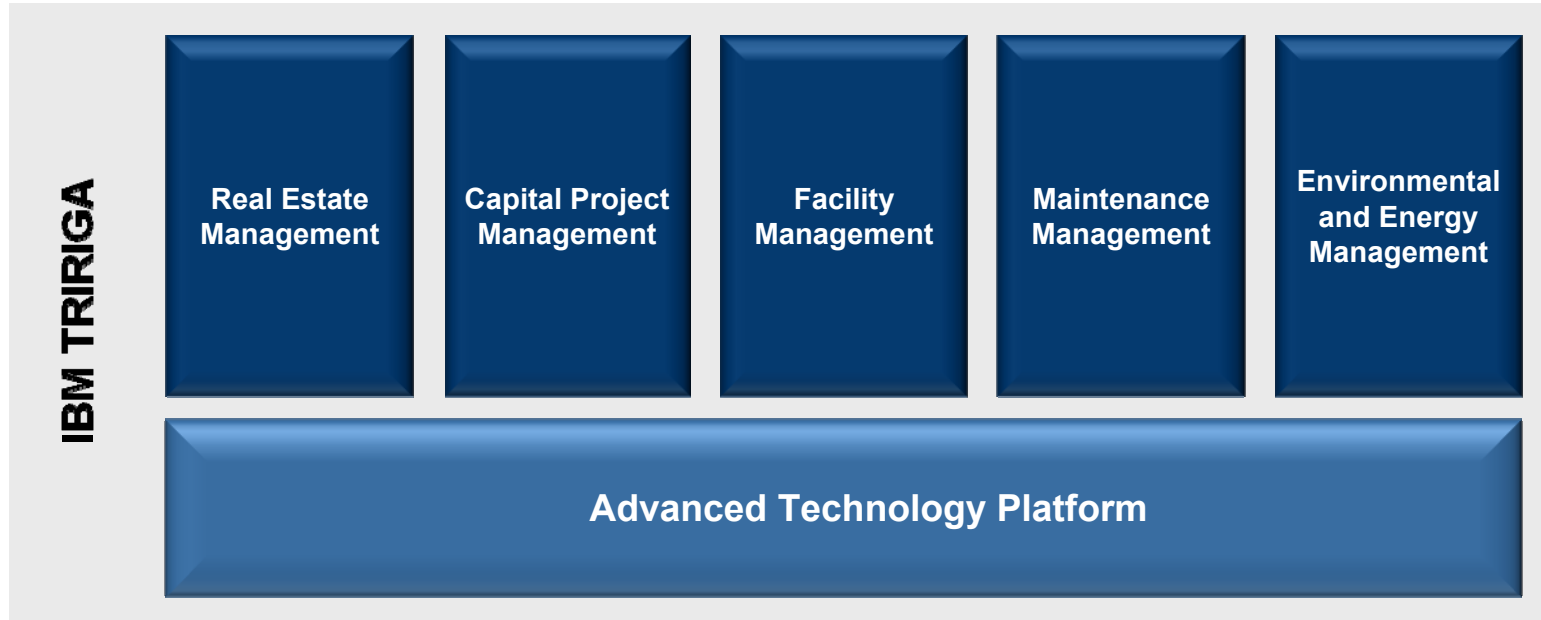 IBM TRIRIGA
Real Estate
Management
Capital Project
Management
Facility
Management
Maintenance
Management
Environmental
and Energy
Management
Advanced Technology Platform